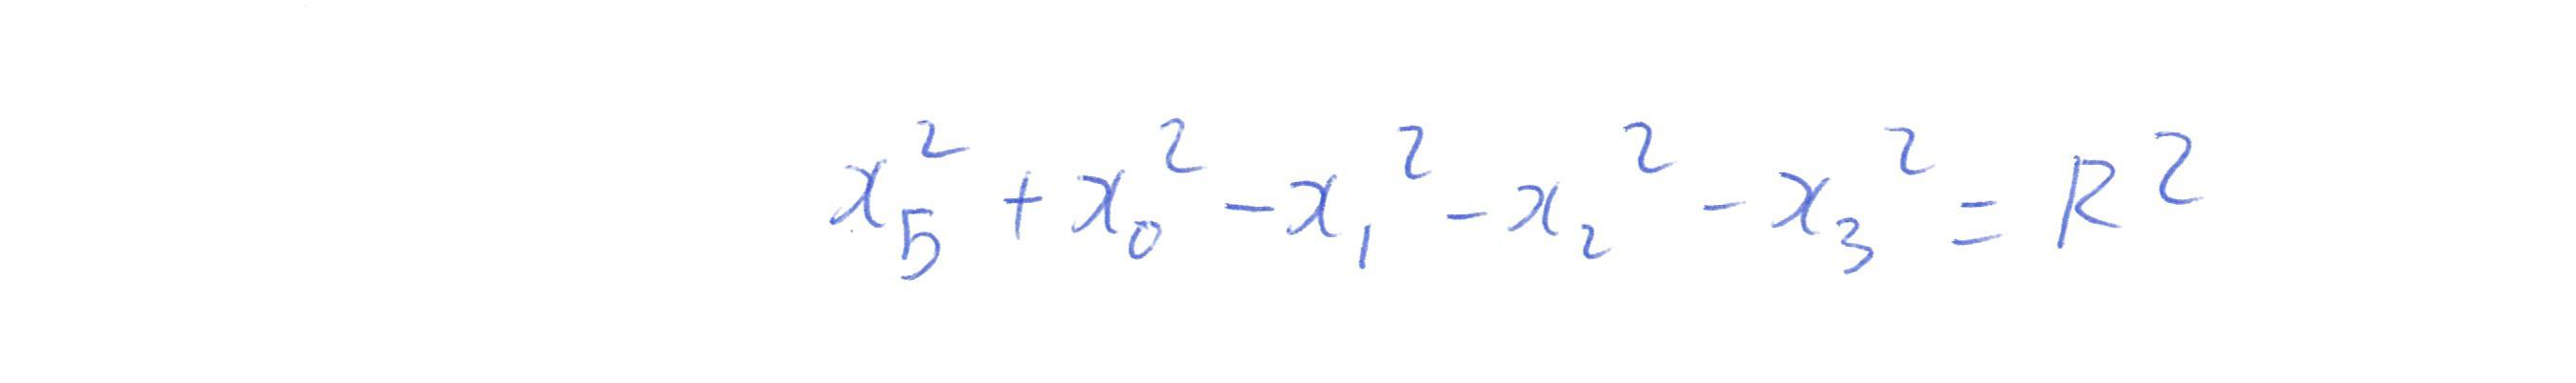 x_5^2 + x_0^2 - x_1^2 - x_2^2 - x_3^2 = R^2